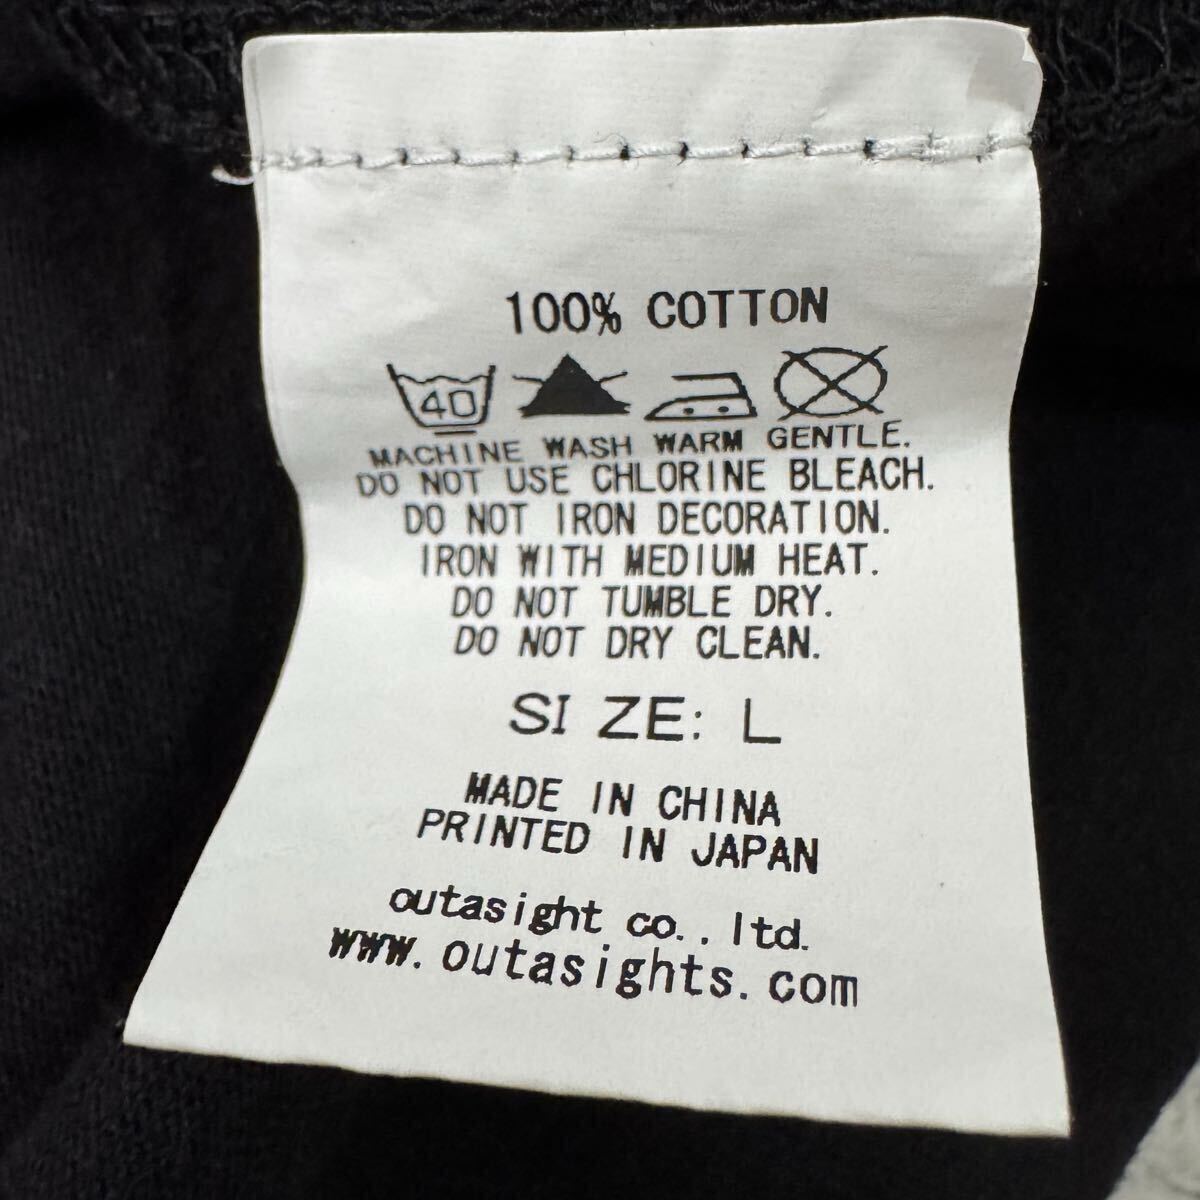 100% COTTON
40
MACHINE WASH WARM GENTLE.
DO NOT USE CHLORINE BLEACH.
DO NOT IRON DECORATION.
IRON WITH MEDIUM HEAT.
DO NOT TUMBLE DRY.
DO NOT DRY CLEAN.
SIZE: L
MADE IN CHINA
PRINTED IN JAPAN
outasight co., ltd.
www.outasights.com